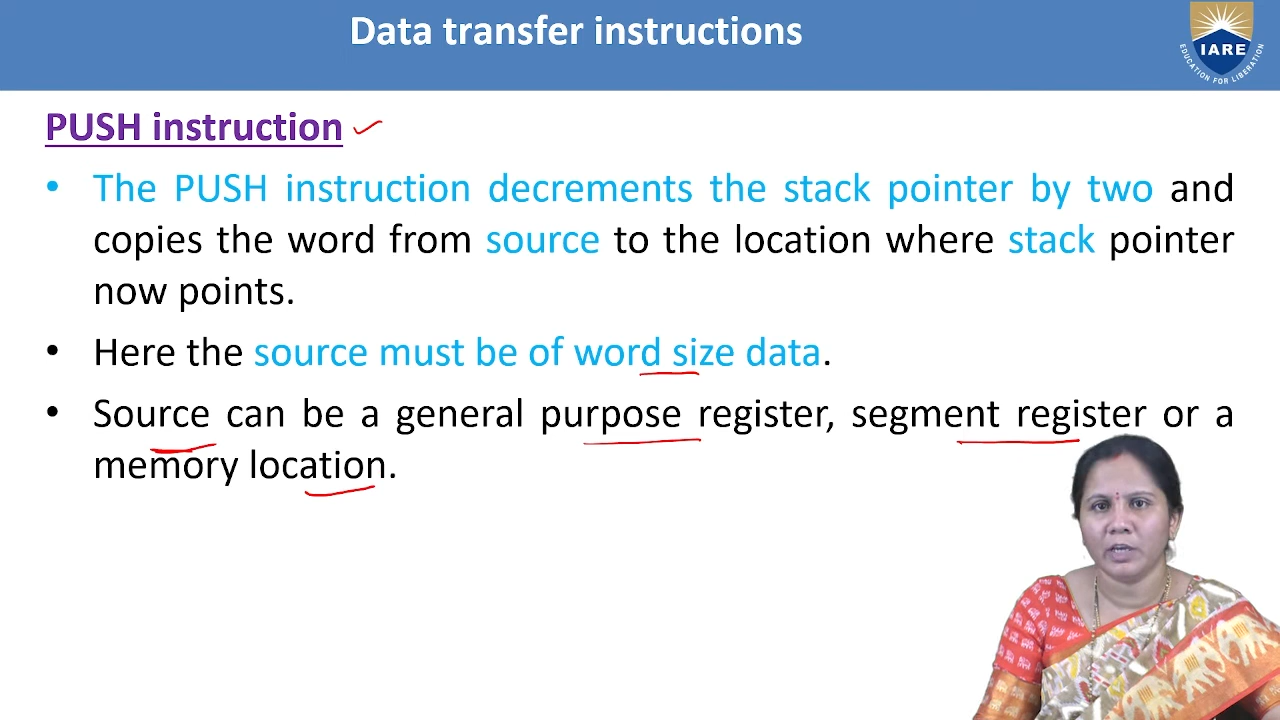 Data transfer instructions
IARE
EDUCATION FOR LIBERATION
PUSH instruction
• The PUSH instruction decrements the stack pointer by two and
copies the word from source to the location where stack pointer
now points.
• Here the source must be of word size data.
• Source can be a general purpose register, segment register or a
memory location.